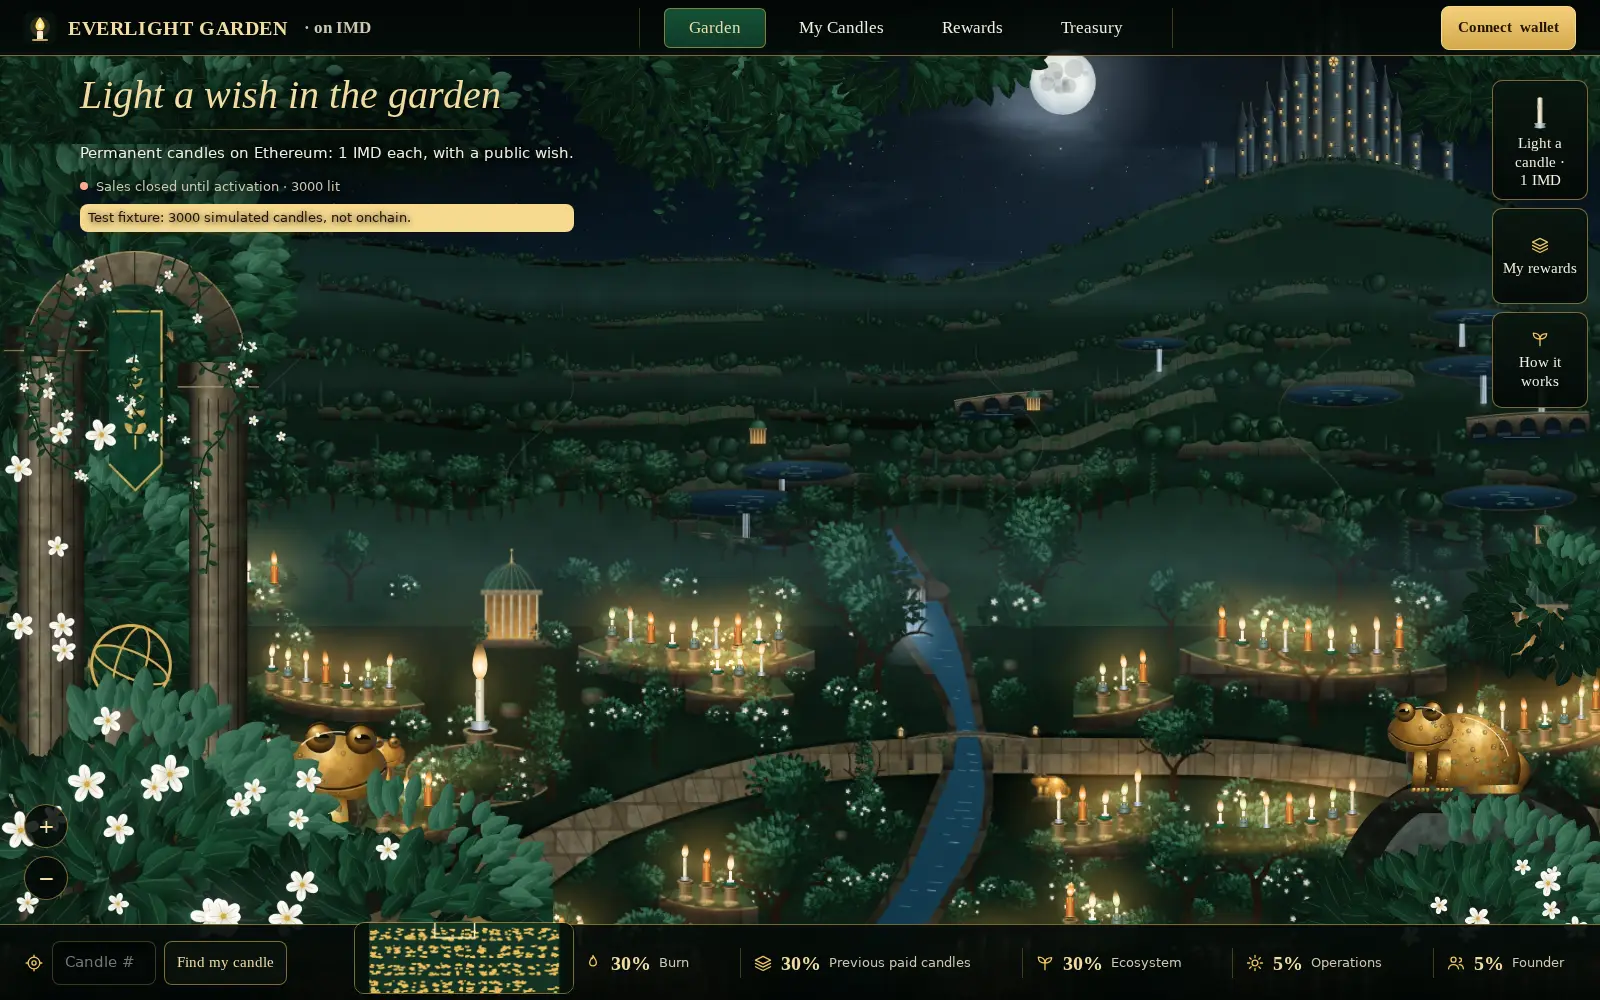 EVERLIGHT GARDEN · on IMD
Garden
My Candles
Rewards
Treasury
Connect wallet
Light a wish in the garden
Permanent candles on Ethereum: 1 IMD each, with a public wish.
Sales closed until activation · 3000 lit
Test fixture: 3000 simulated candles, not onchain.
Light a
candle ·
1 IMD
My rewards
How it
works
+
−
Candle #
Find my candle
30% Burn
30% Previous paid candles
30% Ecosystem
5% Operations
5% Founder